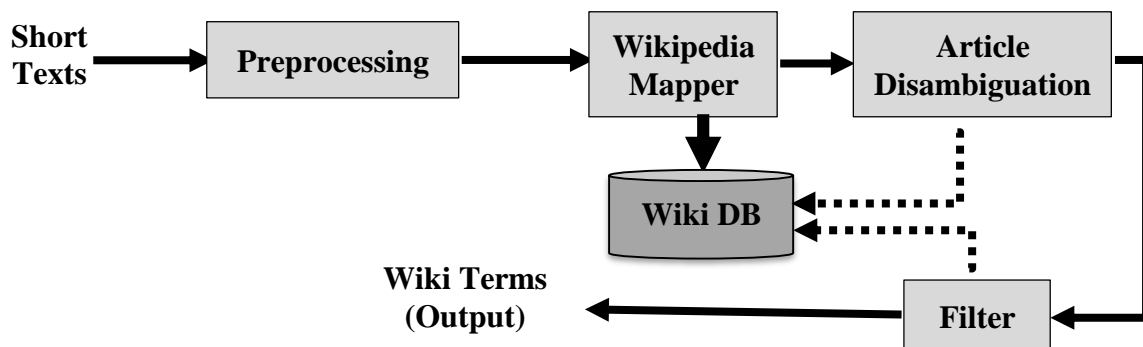 Short
Texts
Preprocessing
Wikipedia
Mapper
Article
Disambiguation
Wiki DB
Wiki Terms
(Output)
Filter